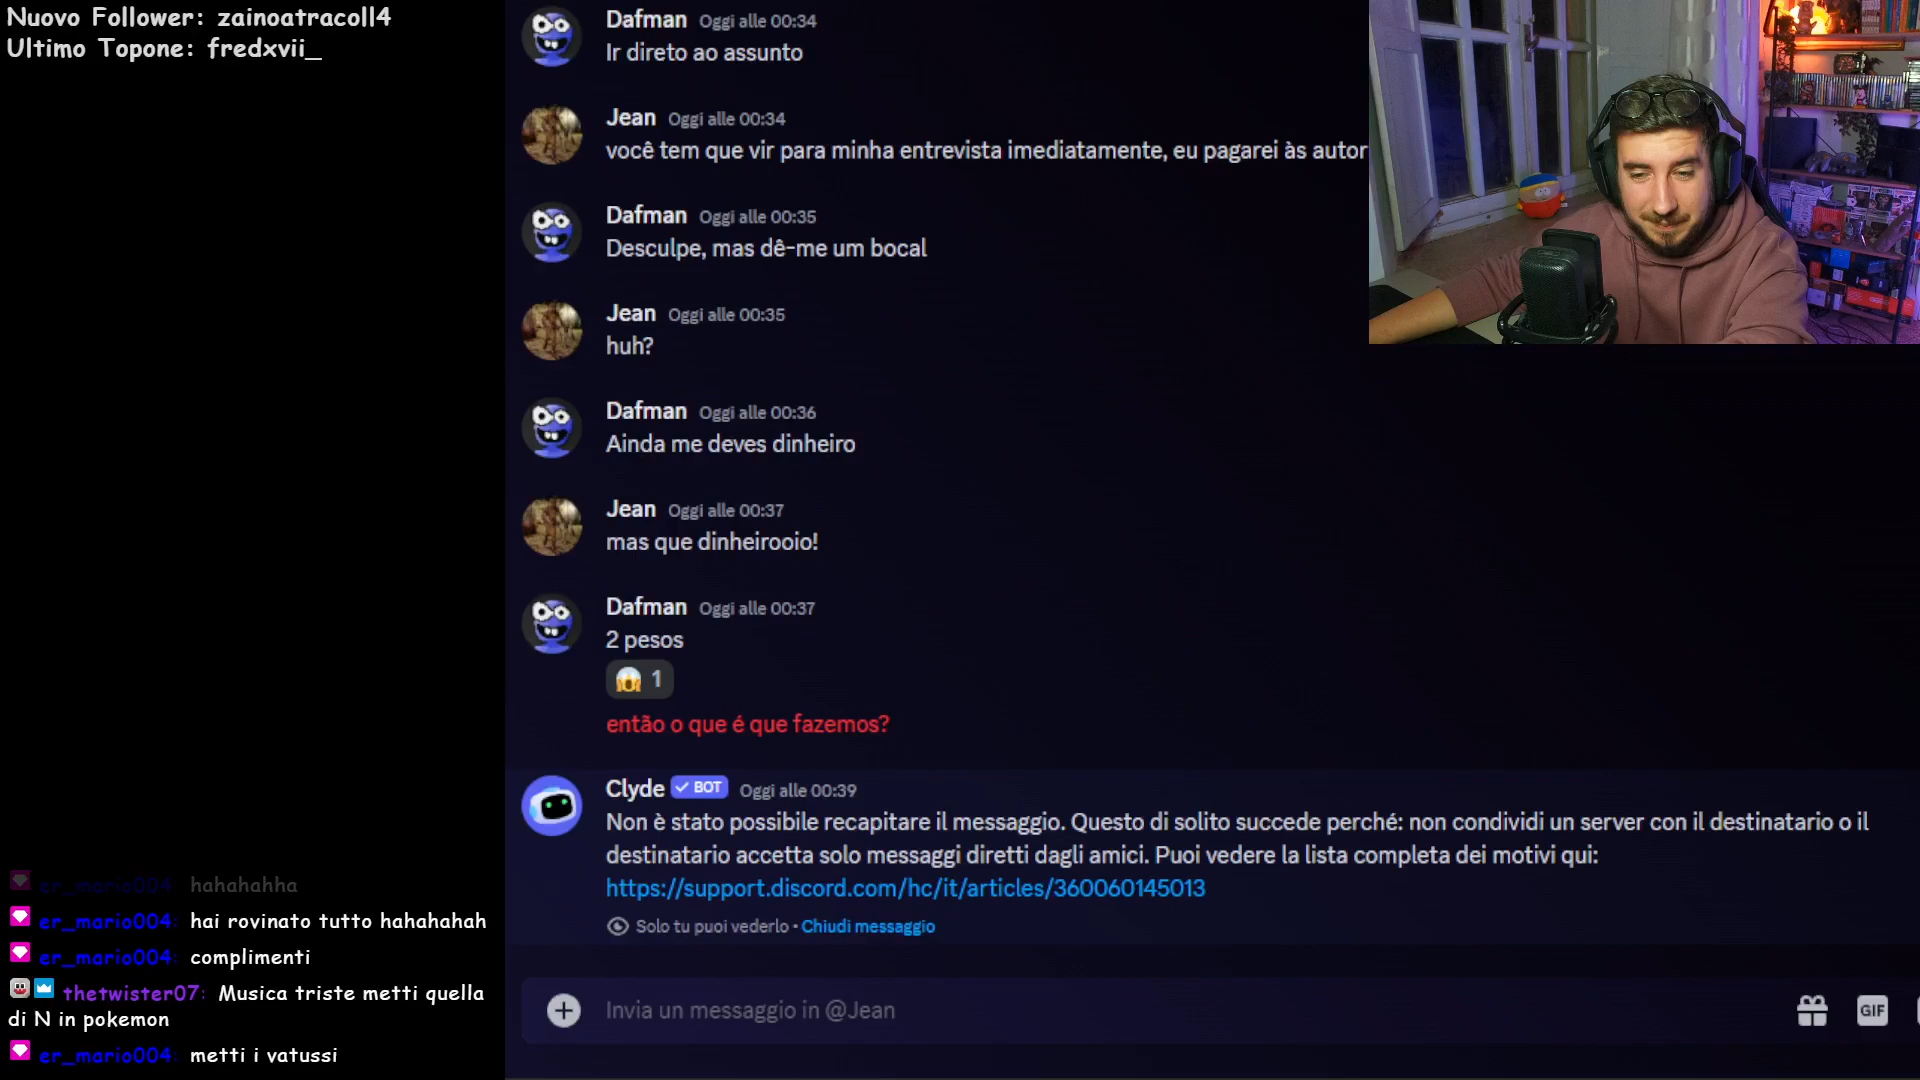 Nuovo Follower: zainoatracoll4
Ultimo Topone: fredxvii_
Dafman Oggi alle 00:34
Ir direto ao assunto
Jean Oggi alle 00:34
você tem que vir para minha entrevista imediatamente, eu pagarei às autor
Dafman Oggi alle 00:35
Desculpe, mas dê-me um bocal
Jean Oggi alle 00:35
huh?
Dafman Oggi alle 00:36
Ainda me deves dinheiro
Jean Oggi alle 00:37
mas que dinheirooio!
Dafman Oggi alle 00:37
2 pesos
1
então o que é que fazemos?
Clyde BOT Oggi alle 00:39
Non è stato possibile recapitare il messaggio. Questo di solito succede perché: non condividi un server con il destinatario o il
destinatario accetta solo messaggi diretti dagli amici. Puoi vedere la lista completa dei motivi qui:
https://support.discord.com/hc/it/articles/360060145013
Solo tu puoi vederlo • Chiudi messaggio
Invia un messaggio in @Jean
GIF
er_mario004: hahahahha
er_mario004: hai rovinato tutto hahahahah
er_mario004: complimenti
thetwister07: Musica triste metti quella
di N in pokemon
er_mario004: metti i vatussi